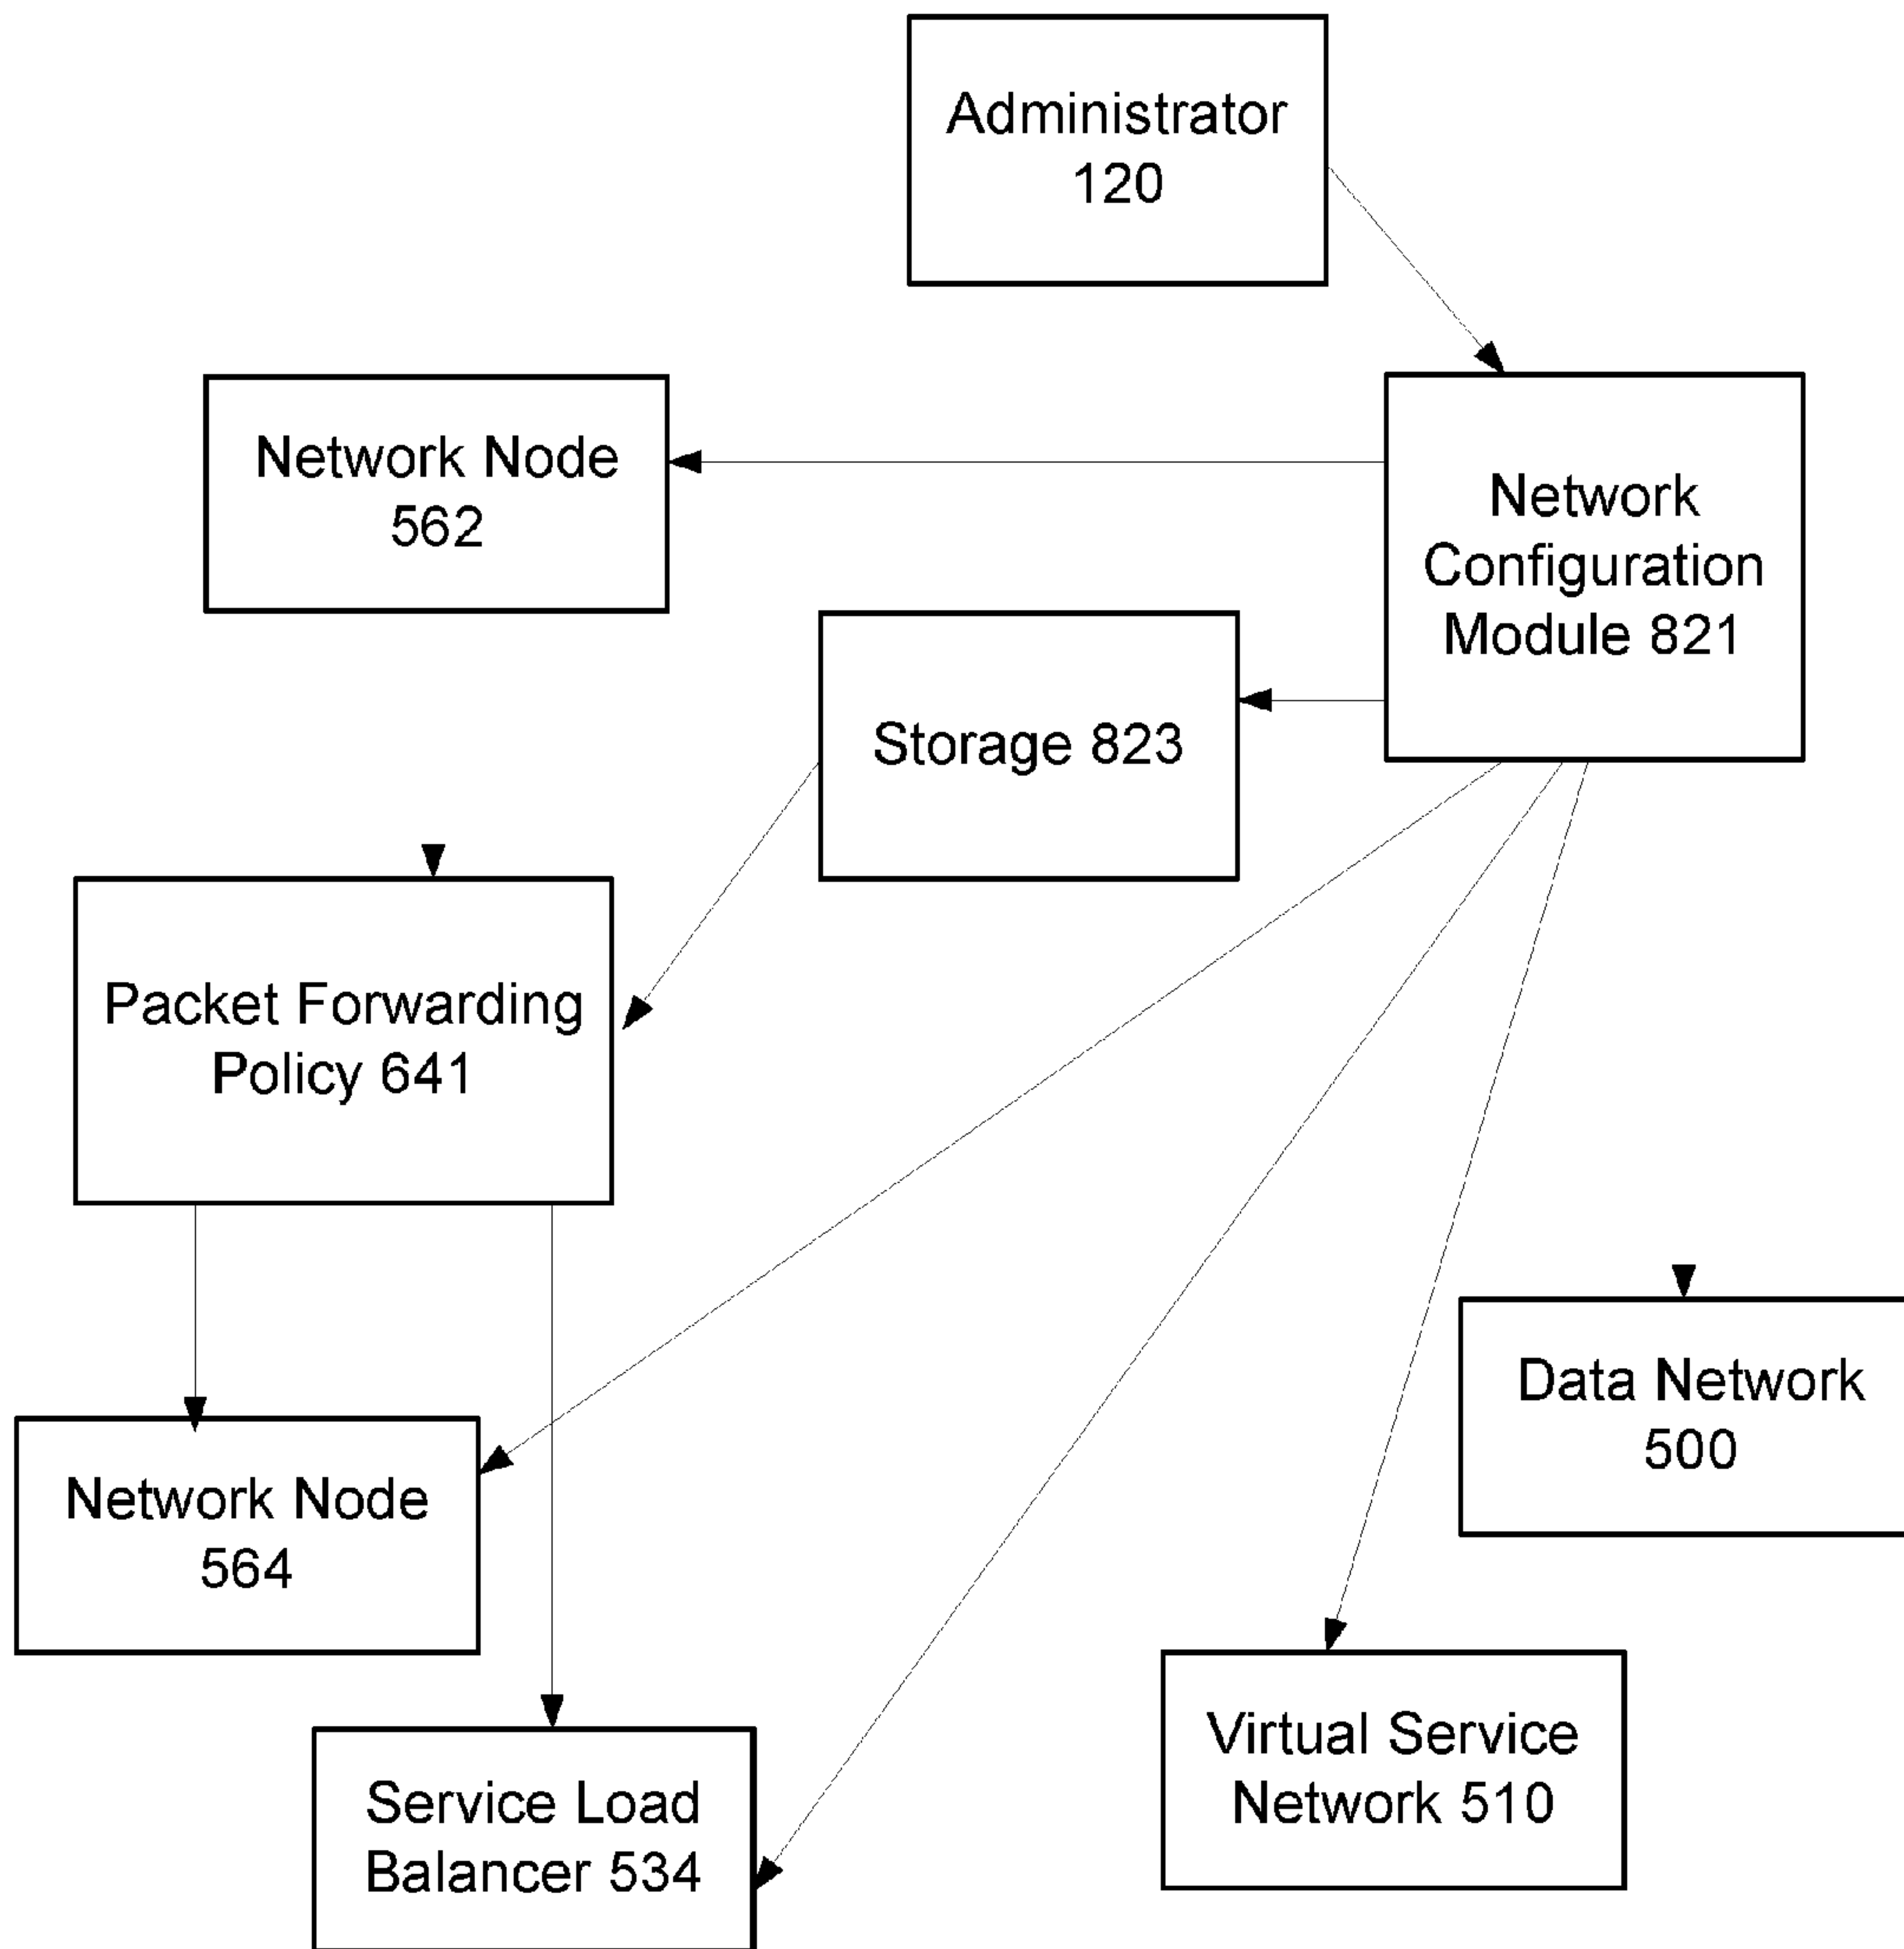 Administrator
120
Network Node
562
Network
Configuration
Module 821
Storage 823
Packet Forwarding
Policy 641
Data Network
500
Network Node
564
Virtual Service
Network 510
Service Load
Balancer 534